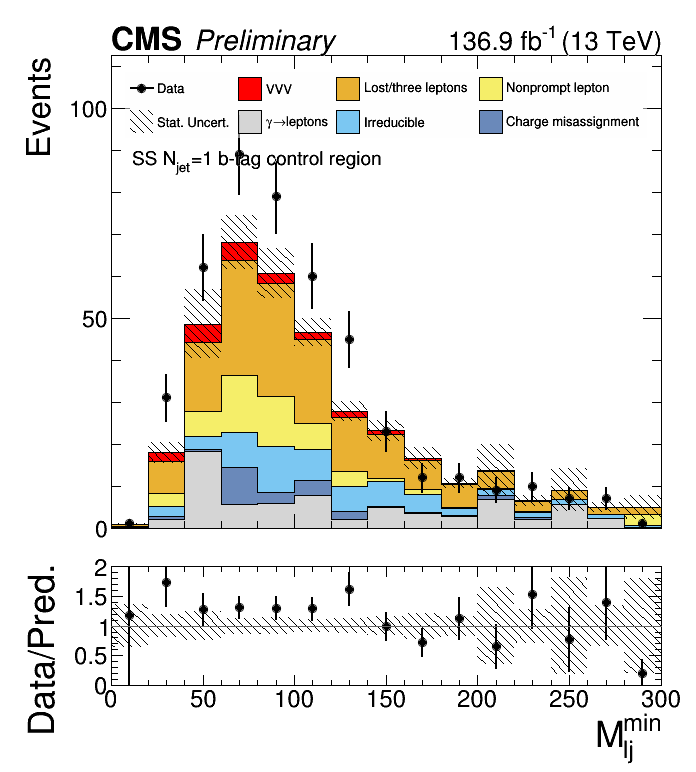 CMS Preliminary 136.9 fb⁻¹ (13 TeV)
Events
Data VVV Lost/three leptons Nonprompt lepton
Stat. Uncert. γ→leptons Irreducible Charge misassignment
SS Njet=1 b-tag control region
100
50
0
Data/Pred.
2
1.5
1
0.5
0
0 50 100 150 200 250 300
M_lj^min